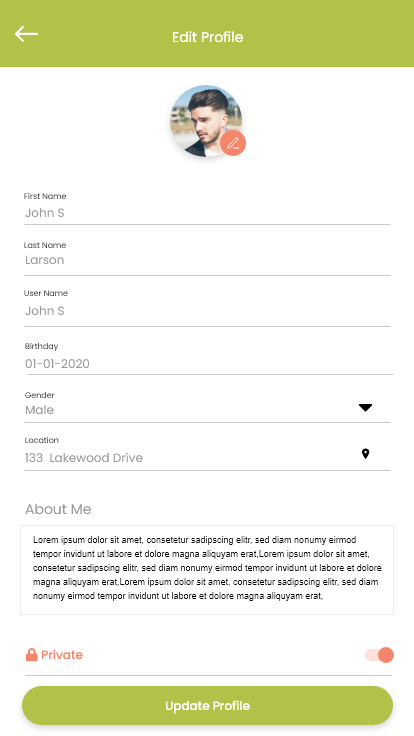 Edit Profile
First Name
John S
Last Name
Larson
User Name
John S
Birthday
01-01-2020
Gender
Male
Location
133 Lakewood Drive
About Me
Lorem ipsum dolor sit amet, consetetur sadipscing elitr, sed diam nonumy eirmod
tempor invidunt ut labore et dolore magna aliquyam erat,Lorem ipsum dolor sit amet,
consetetur sadipscing elitr, sed diam nonumy eirmod tempor invidunt ut labore et dolore
magna aliquyam erat,Lorem ipsum dolor sit amet, consetetur sadipscing elitr, sed diam
nonumy eirmod tempor invidunt ut labore et dolore magna aliquyam erat,
Private
Update Profile